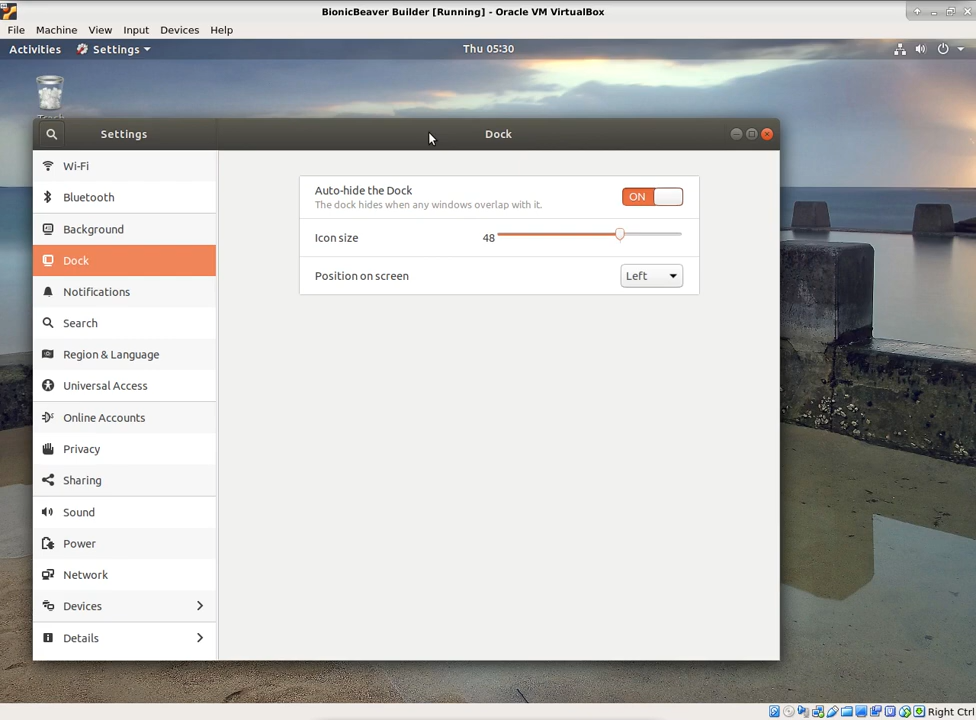 BionicBeaver Builder [Running] - Oracle VM VirtualBox
File Machine View Input Devices Help
Activities Settings Thu 05:30
Settings Dock
Wi-Fi
Bluetooth
Background
Dock
Notifications
Search
Region & Language
Universal Access
Online Accounts
Privacy
Sharing
Sound
Power
Network
Devices
Details
Auto-hide the Dock ON
The dock hides when any windows overlap with it.
Icon size 48
Position on screen Left
Right Ctrl